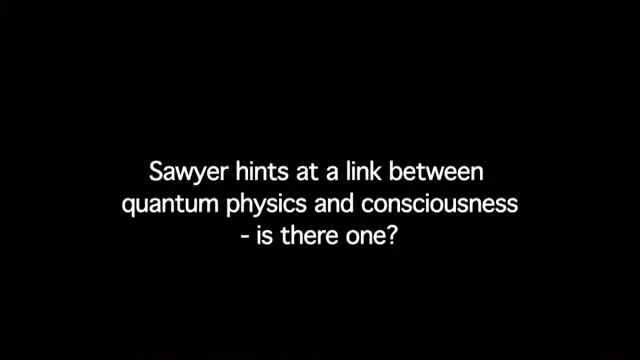 Sawyer hints at a link between
quantum physics and consciousness
- is there one?